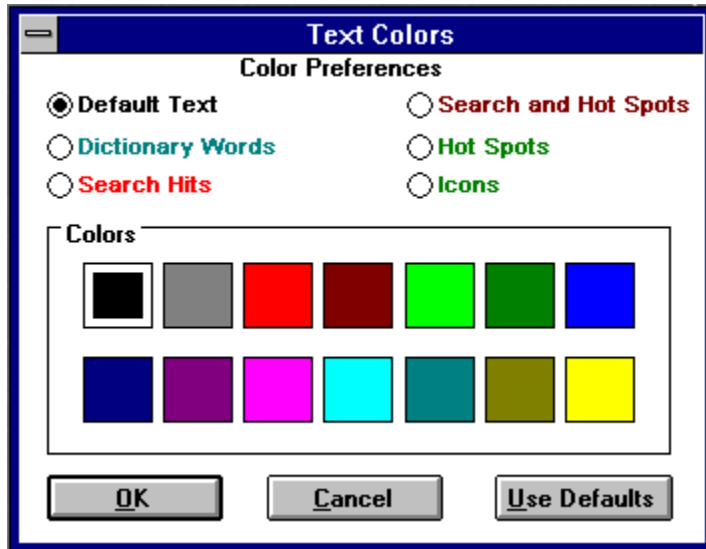 Text Colors
Color Preferences
Default Text
Search and Hot Spots
Dictionary Words
Hot Spots
Search Hits
Icons
Colors
OK
Cancel
Use Defaults